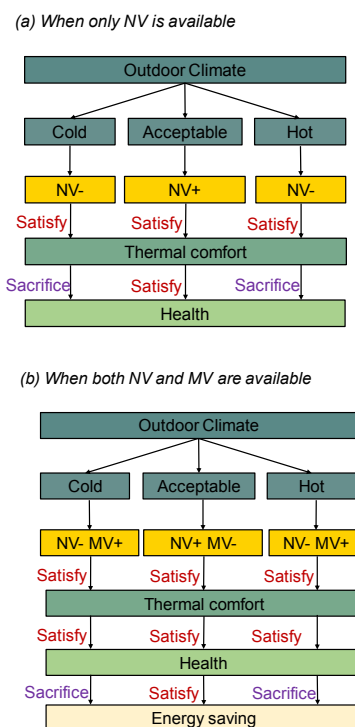 (a) When only NV is available
Outdoor Climate
Cold Acceptable Hot
NV- NV+ NV-
Satisfy Satisfy Satisfy
Thermal comfort
Sacrifice Satisfy Sacrifice
Health
(b) When both NV and MV are available
Outdoor Climate
Cold Acceptable Hot
NV- MV+ NV+ MV- NV- MV+
Satisfy Satisfy Satisfy
Thermal comfort
Satisfy Satisfy Satisfy
Health
Sacrifice Satisfy Sacrifice
Energy saving